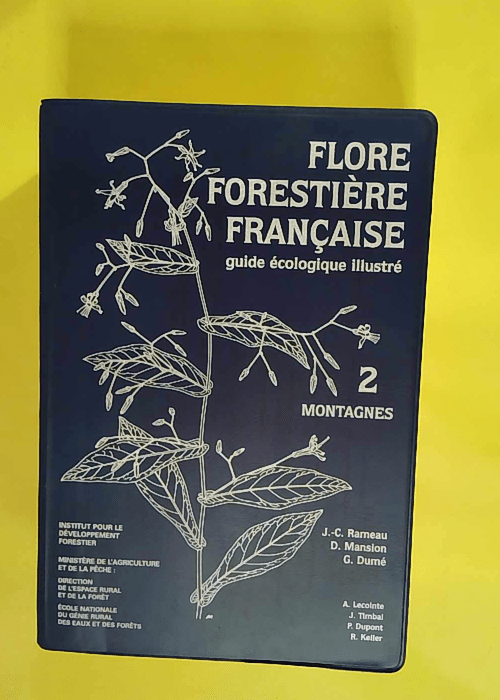 FLORE
FORESTIÈRE
FRANÇAISE
guide écologique illustré
2
MONTAGNES
J.-C. Rameau
D. Mansion
G. Dumé
A. Lecointe
J. Timbal
P. Dupont
R. Keller
INSTITUT POUR LE
DÉVELOPPEMENT
FORESTIER
MINISTÈRE DE L'AGRICULTURE
ET DE LA PÊCHE :
DIRECTION
DE L'ESPACE RURAL
ET DE LA FORÊT
ÉCOLE NATIONALE
DU GÉNIE RURAL
DES EAUX ET DES FORÊTS